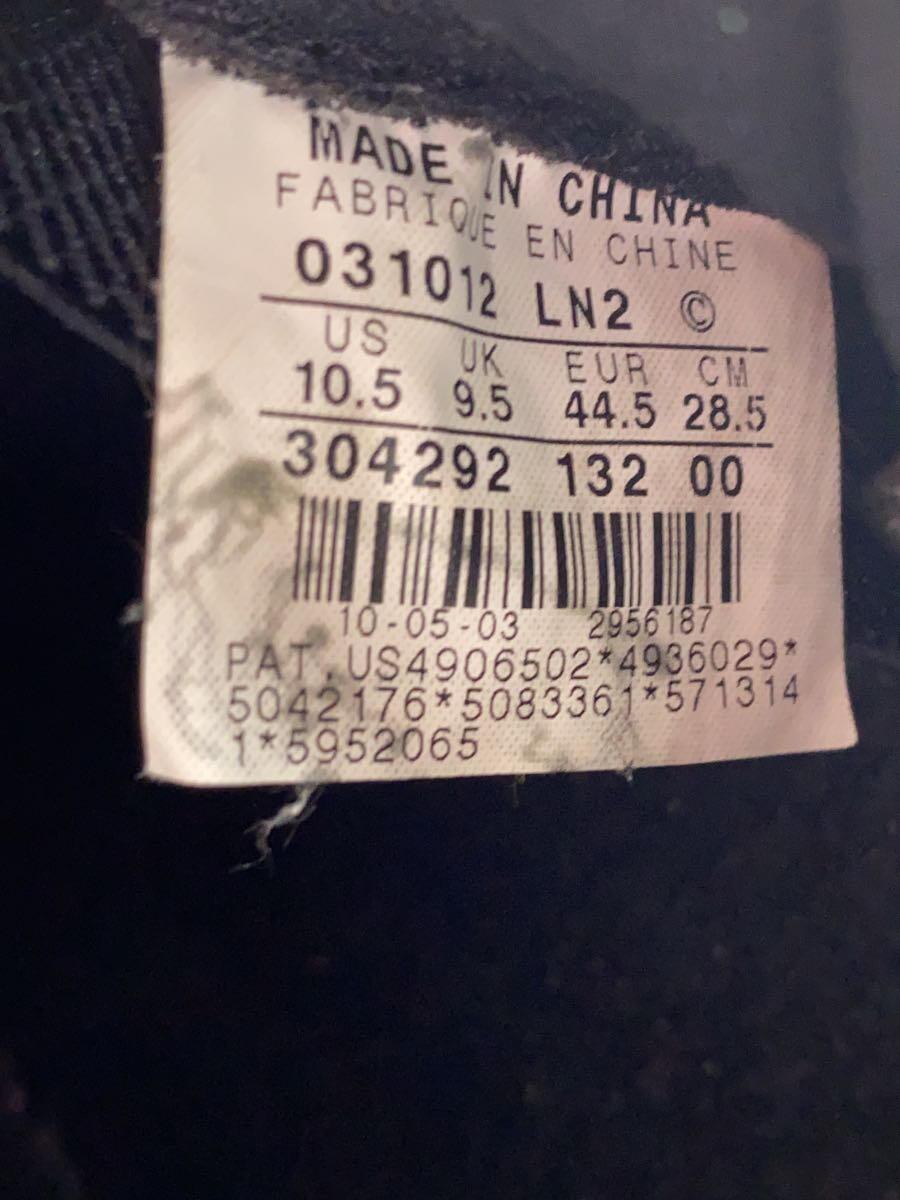 MADE IN CHINA
FABRIQUE EN CHINE
031012 LN2 ©
US UK EUR CM
10.5 9.5 44.5 28.5
304292 132 00
10-05-03 2956187
PAT.US4906502*4936029*
5042176*5083361*571314
1*5952065